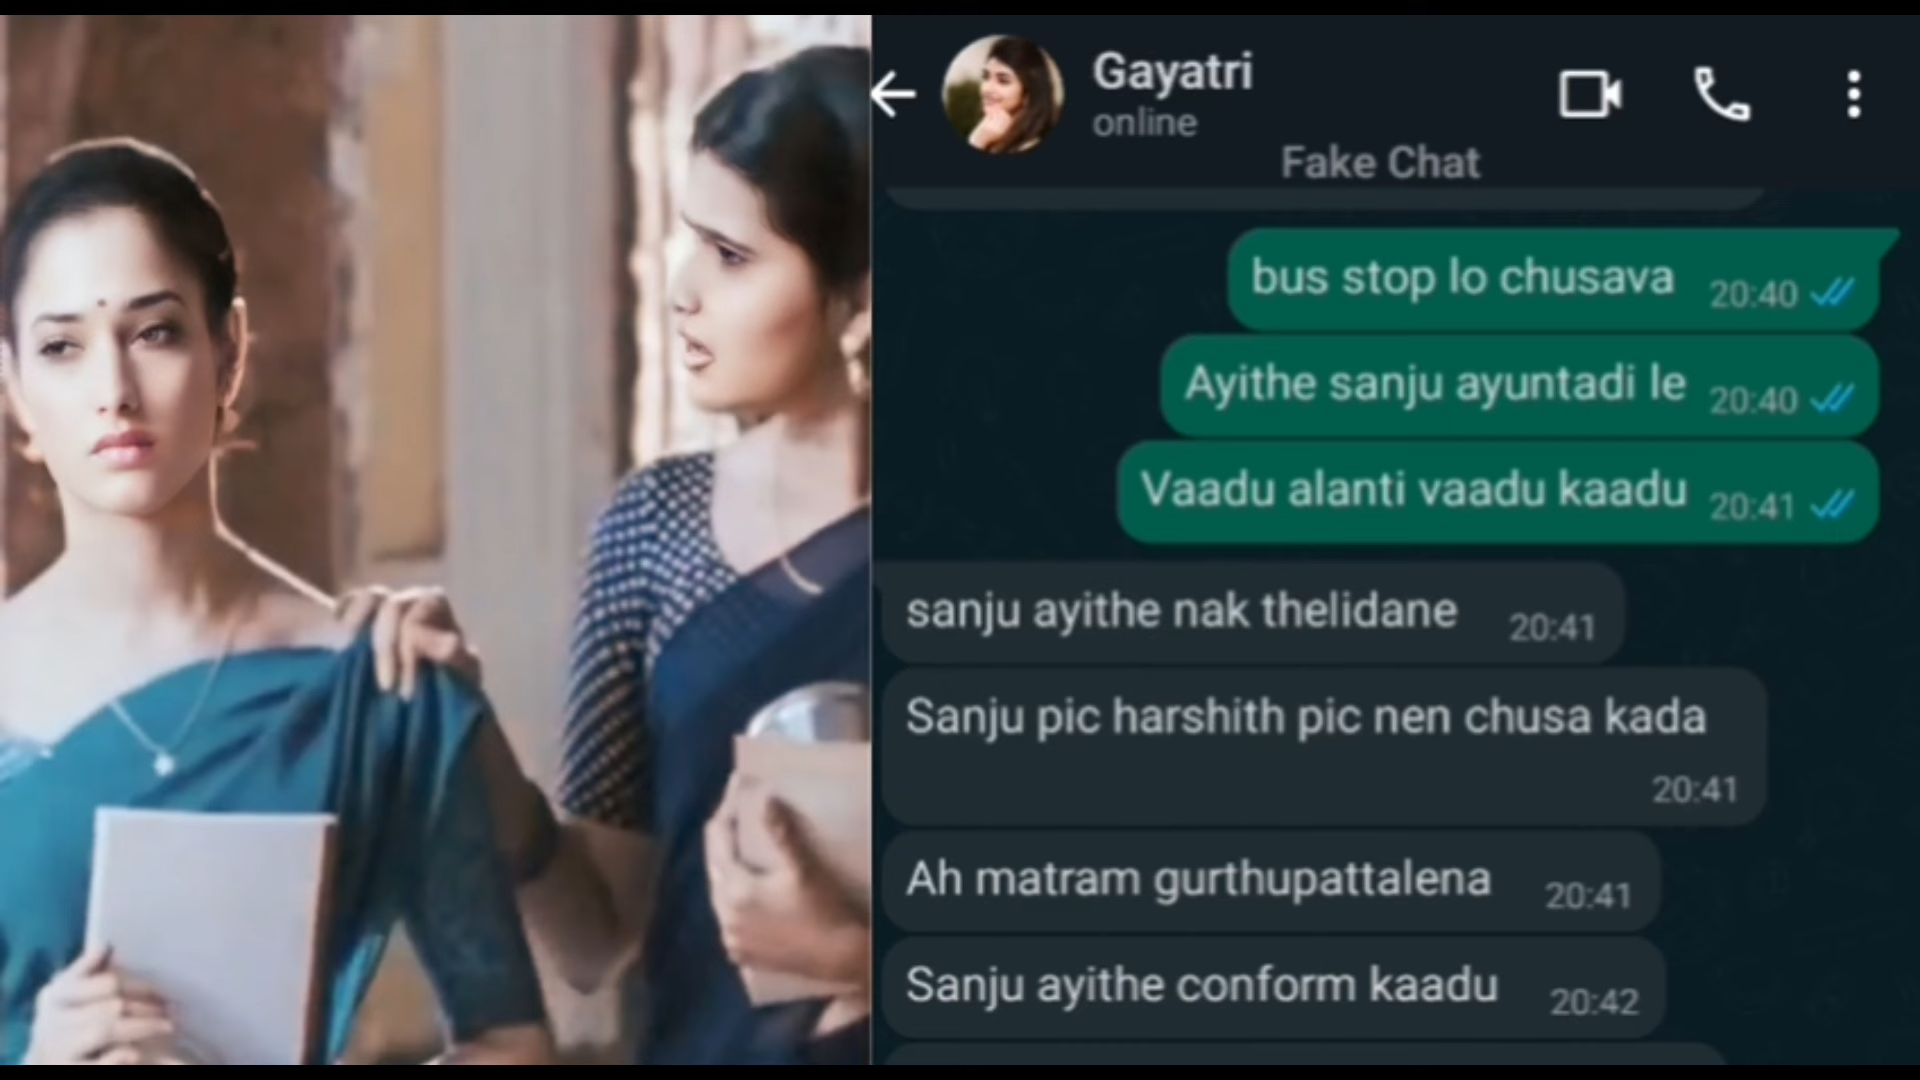 Gayatri
online
Fake Chat
bus stop lo chusava 20:40
Ayithe sanju ayuntadi le 20:40
Vaadu alanti vaadu kaadu 20:41
sanju ayithe nak thelidane 20:41
Sanju pic harshith pic nen chusa kada
20:41
Ah matram gurthupattalena 20:41
Sanju ayithe conform kaadu 20:42